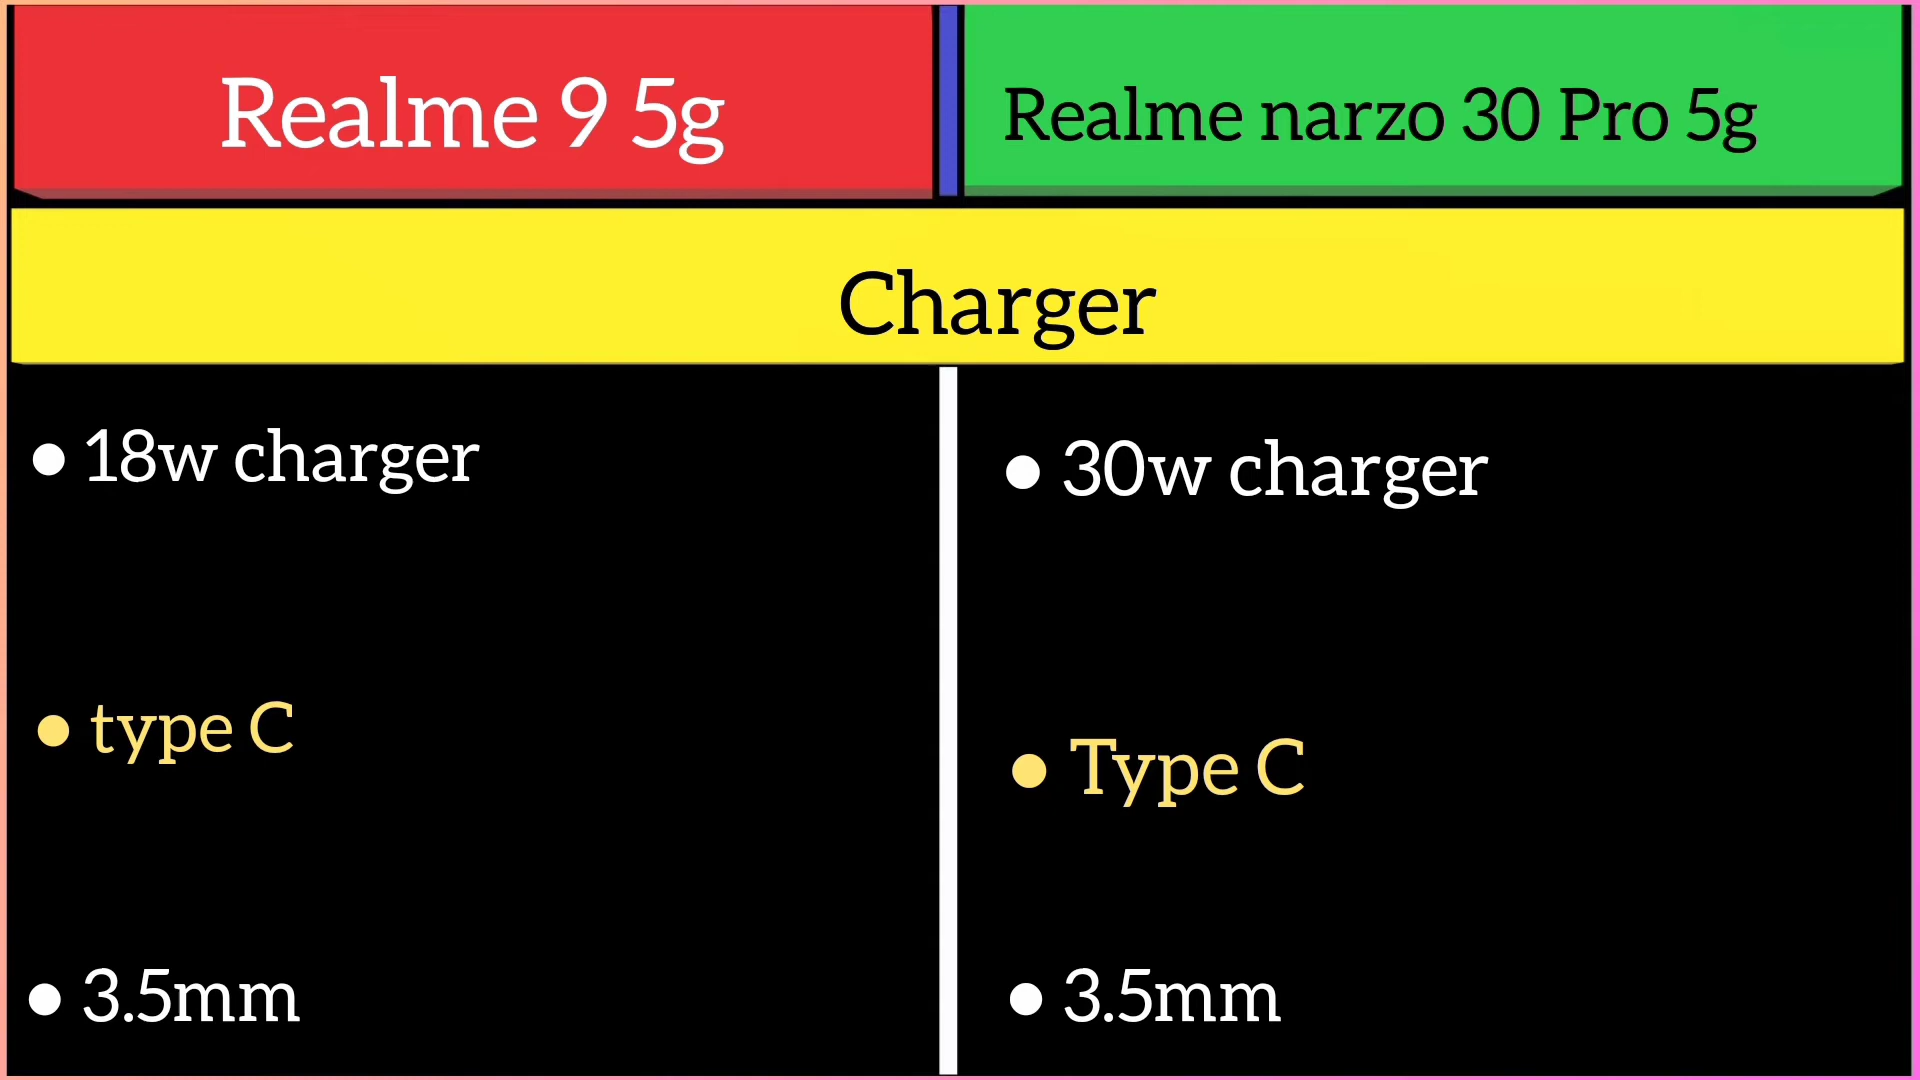 Realme 9 5g
Realme narzo 30 Pro 5g
Charger
• 18w charger
• type C
• 3.5mm
• 30w charger
• Type C
• 3.5mm